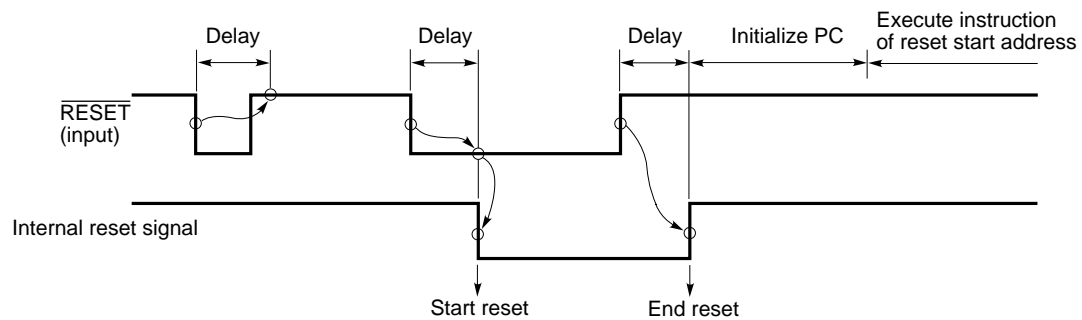 Delay
Delay
Delay
Initialize PC
Execute instruction
of reset start address
RESET
(input)
Internal reset signal
Start reset
End reset